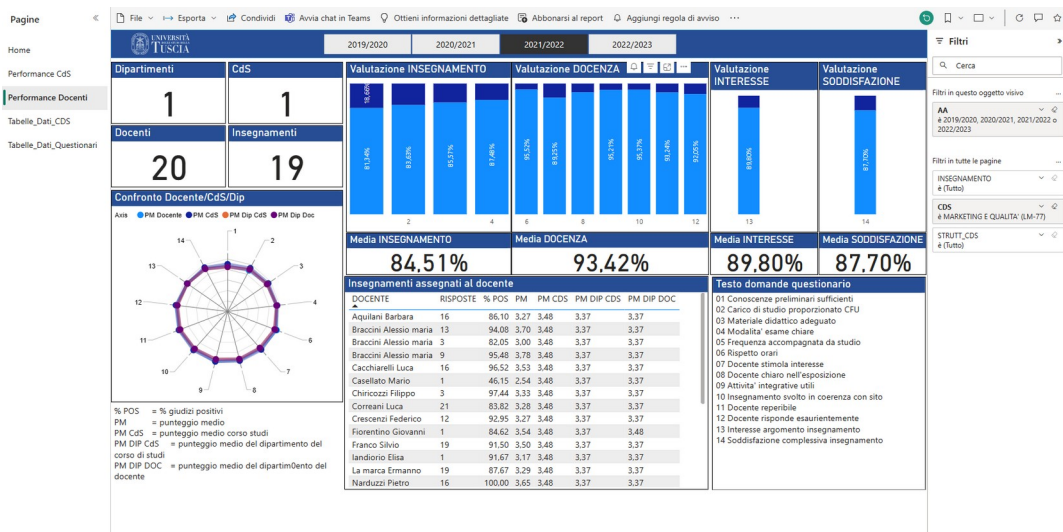 Pagine
File
Esporta
Condividi
Avvia chat in Teams
Ottieni informazioni dettagliate
Abbonarsi al report
Aggiungi regola di avviso
Home
Performance CdS
Performance Docenti
Tabelle_Dati_CDS
Tabelle_Dati_Questionari
UNIVERSITÀ
TUSCIA
2019/2020
2020/2021
2021/2022
2022/2023
Dipartimenti
1
CdS
1
Docenti
20
Insegnamenti
19
Confronto Docente/CdS/Dip
Axis PM Docente PM CdS PM Dip CdS PM Dip Doc
1
2
3
4
6
7
8
9
10
11
12
13
14
% POS = % giudizi positivi
PM = punteggio medio
PM CdS = punteggio medio corso studi
PM DIP CdS = punteggio medio del dipartimento del
corso di studi
PM DIP DOC = punteggio medio del dipartim0ento del
docente
Valutazione INSEGNAMENTO
18,66%
81,34%
83,63%
85,57%
87,48%
2
4
Valutazione DOCENZA
95,52%
89,25%
95,21%
95,37%
93,24%
92,05%
6
8
10
12
Valutazione
INTERESSE
89,80%
13
Valutazione
SODDISFAZIONE
87,70%
14
Media INSEGNAMENTO
84,51%
Media DOCENZA
93,42%
Media INTERESSE
89,80%
Media SODDISFAZIONE
87,70%
Insegnamenti assegnati al docente
DOCENTE RISPOSTE % POS PM PM CDS PM DIP CDS PM DIP DOC
Aquilani Barbara 16 86,10 3,27 3,48 3,37 3,37
Braccini Alessio maria 13 94,08 3,70 3,48 3,37 3,37
Braccini Alessio maria 3 82,05 3,00 3,48 3,37 3,37
Braccini Alessio maria 9 95,48 3,78 3,48 3,37 3,37
Cacchiarelli Luca 16 96,52 3,53 3,48 3,37 3,37
Casellato Mario 1 46,15 2,54 3,48 3,37 3,37
Chiricozzi Filippo 3 97,44 3,33 3,48 3,37 3,37
Correani Luca 21 83,82 3,28 3,48 3,37 3,37
Crescenzi Federico 12 92,95 3,27 3,48 3,37 3,37
Fiorentino Giovanni 1 84,62 3,54 3,48 3,37 3,48
Franco Silvio 19 91,50 3,50 3,48 3,37 3,37
Iandiorio Elisa 1 91,67 3,17 3,48 3,37 3,37
La marca Ermanno 19 87,67 3,29 3,48 3,37 3,37
Narduzzi Pietro 16 100,00 3,65 3,48 3,37 3,37
Testo domande questionario
01 Conoscenze preliminari sufficienti
02 Carico di studio proporzionato CFU
03 Materiale didattico adeguato
04 Modalita' esame chiare
05 Frequenza accompagnata da studio
06 Rispetto orari
07 Docente stimola interesse
08 Docente chiaro nell'esposizione
09 Attivita' integrative utili
10 Insegnamento svolto in coerenza con sito
11 Docente reperibile
12 Docente risponde esaurientemente
13 Interesse argomento insegnamento
14 Soddisfazione complessiva insegnamento
Filtri
Cerca
Filtri in questo oggetto visivo
AA
è 2019/2020, 2020/2021, 2021/2022 o
2022/2023
Filtri in tutte le pagine
INSEGNAMENTO
è (Tutto)
CDS
è MARKETING E QUALITA' (LM-77)
STRUTT_CDS
è (Tutto)